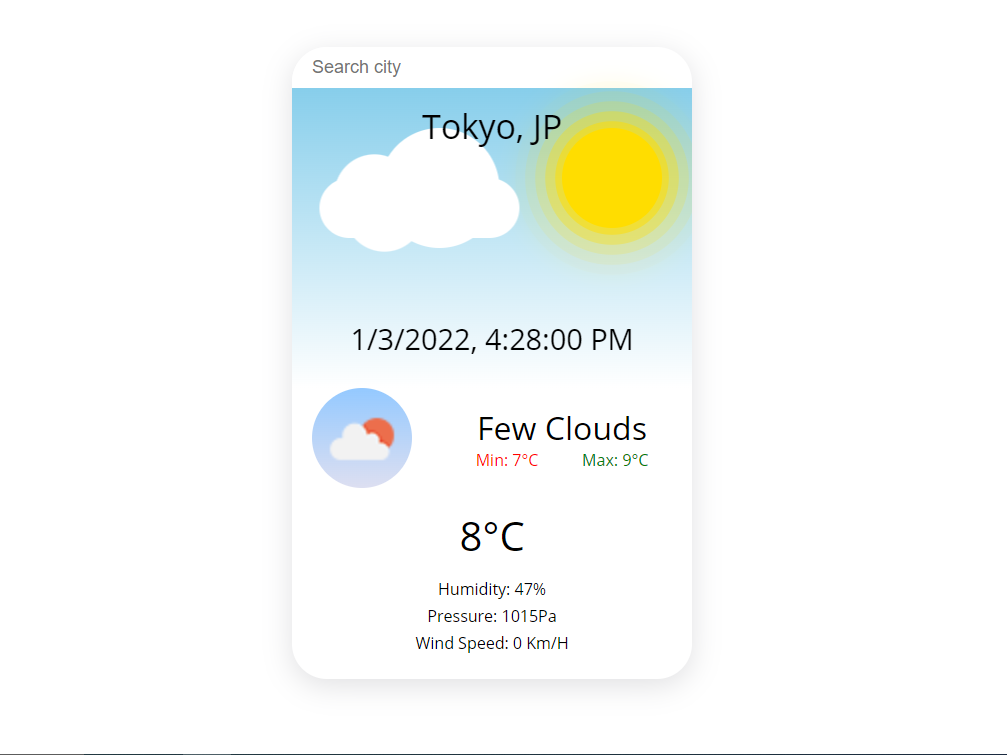 Search city
Tokyo, JP
1/3/2022, 4:28:00 PM
Few Clouds
Min: 7°C Max: 9°C
8°C
Humidity: 47%
Pressure: 1015Pa
Wind Speed: 0 Km/H